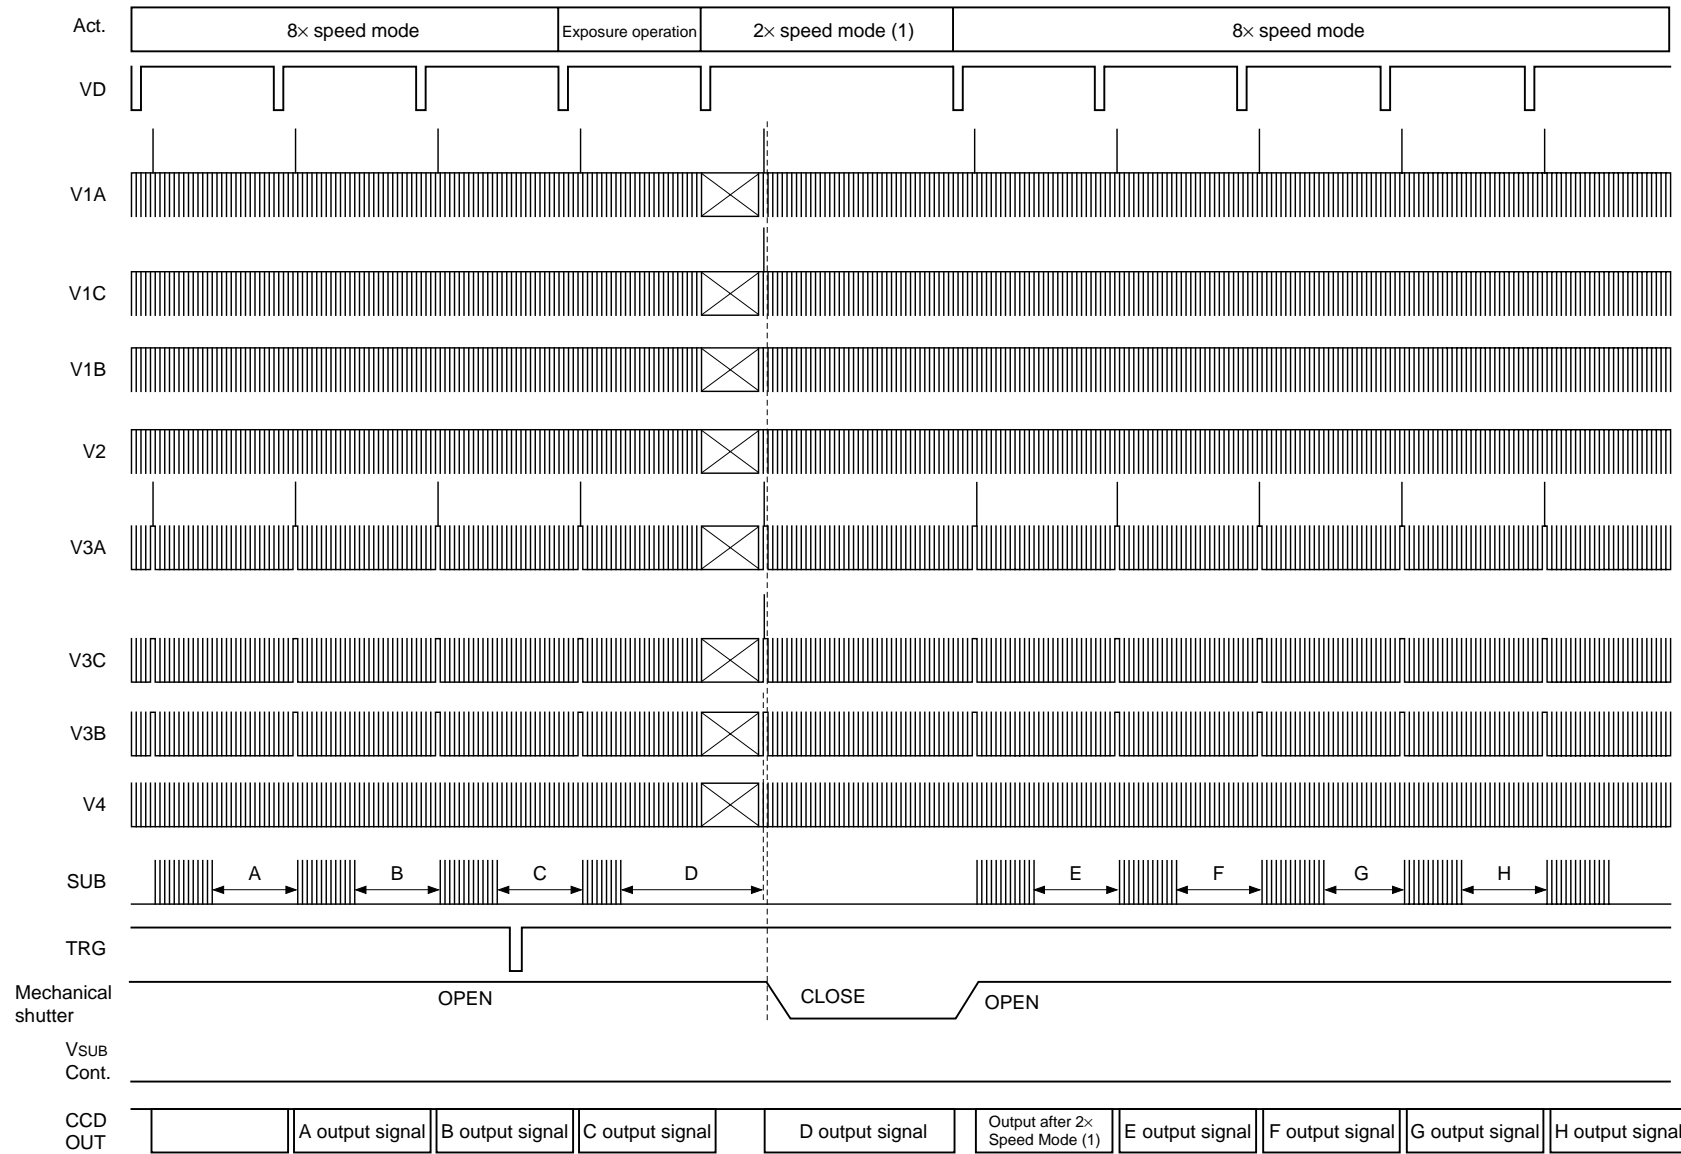 Act. 8× speed mode Exposure operation 2× speed mode (1) 8× speed mode
VD
V1A
V1C
V1B
V2
V3A
V3C
V3B
V4
SUB A B C D E F G H
TRG
Mechanical
shutter
OPEN CLOSE OPEN
VSUB
Cont.
CCD
OUT
A output signal B output signal C output signal D output signal
Output after 2×
Speed Mode (1)
E output signal F output signal G output signal H output signal